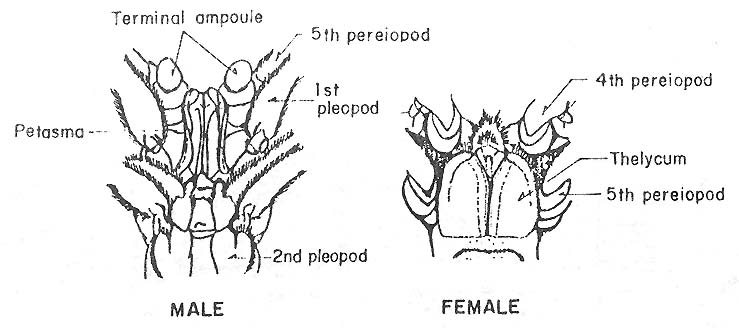 Terminal ampoule
5th pereiopod
1st
pleopod
Petasma
2nd pleopod
MALE
4th pereiopod
Thelycum
5th pereiopod
FEMALE